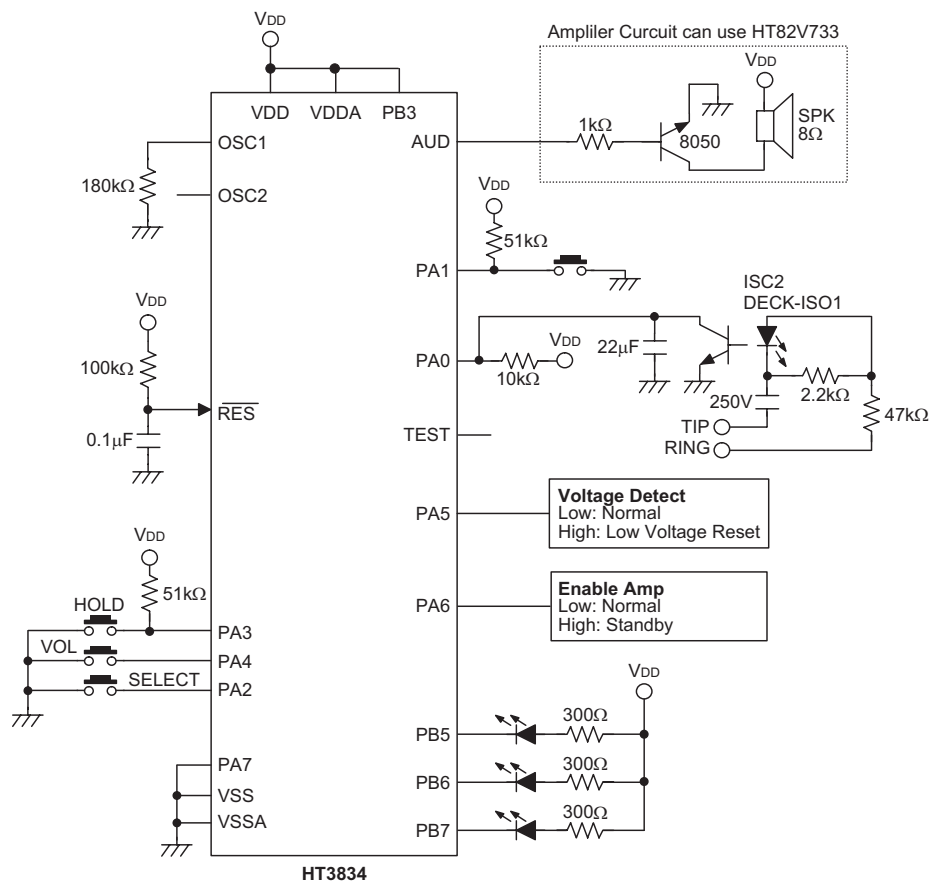 Ampliler Curcuit can use HT82V733
VDD
VDD
VDD VDDA PB3
OSC1
AUD
1kΩ
8050
SPK
8Ω
180kΩ
OSC2
VDD
51kΩ
PA1
VDD
ISC2
DECK-ISO1
PA0
VDD
22μF
10kΩ
100kΩ
250V
2.2kΩ
47kΩ
RES
TIP
RING
0.1μF
TEST
Voltage Detect
Low: Normal
High: Low Voltage Reset
PA5
VDD
51kΩ
Enable Amp
Low: Normal
High: Standby
PA6
HOLD
PA3
VOL
PA4
SELECT
PA2
VDD
PB5
300Ω
PA7
PB6
300Ω
VSS
VSSA
PB7
300Ω
HT3834